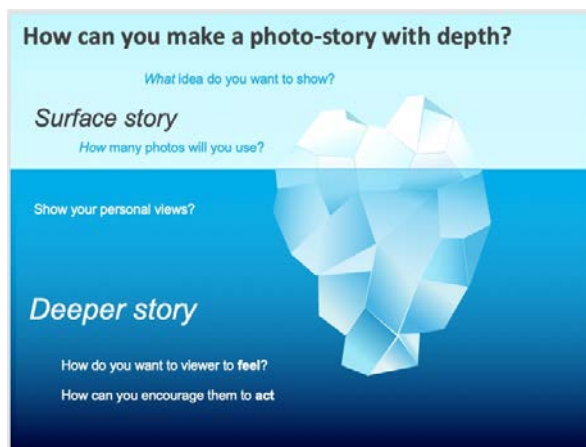 How can you make a photo-story with depth?
What idea do you want to show?
Surface story
How many photos will you use?
Show your personal views?
Deeper story
How do you want to viewer to feel?
How can you encourage them to act